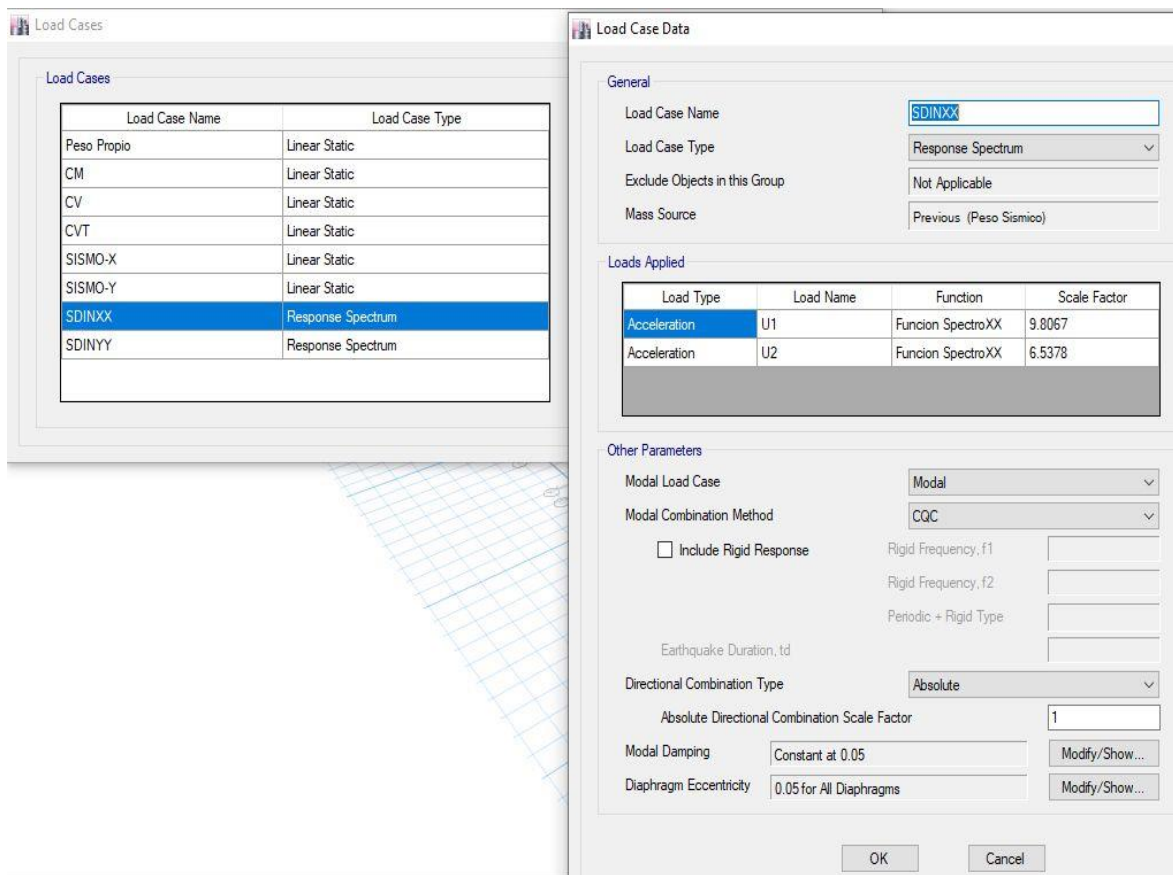 Load Cases
Load Cases
Load Case Name Load Case Type
Peso Propio Linear Static
CM Linear Static
CV Linear Static
CVT Linear Static
SISMO-X Linear Static
SISMO-Y Linear Static
SDINXX Response Spectrum
SDINYY Response Spectrum
Load Case Data
General
Load Case Name SDINXX
Load Case Type Response Spectrum
Exclude Objects in this Group Not Applicable
Mass Source Previous (Peso Sismico)
Loads Applied
Load Type Load Name Function Scale Factor
Acceleration U1 Funcion SpectroXX 9.8067
Acceleration U2 Funcion SpectroXX 6.5378
Other Parameters
Modal Load Case Modal
Modal Combination Method CQC
Include Rigid Response Rigid Frequency, f1
Rigid Frequency, f2
Periodic + Rigid Type
Earthquake Duration, td
Directional Combination Type Absolute
Absolute Directional Combination Scale Factor 1
Modal Damping Constant at 0.05 Modify/Show...
Diaphragm Eccentricity 0.05 for All Diaphragms Modify/Show...
OK Cancel